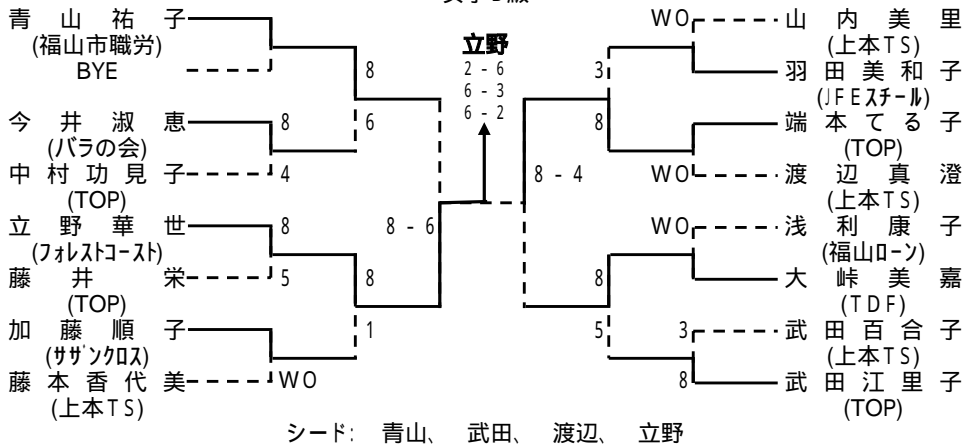 青山祐子
(福山市職労)
BYE
今井淑恵
(バラの会)
中村功見子
(TOP)
立野華世
(フォレストコースト)
藤井栄
(TOP)
加藤順子
(サザンクロス)
藤本香代美
(上本TS)
8
6
8
4
8
5
8
1
WO
8 - 6
立野
2 - 6
6 - 3
6 - 2
8 - 4
WO
3
8
WO
WO
8
5
3
8
山内美里
(上本TS)
羽田美和子
(JFEスチール)
端本てる子
(TOP)
渡辺真澄
(上本TS)
浅利康子
(福山ローン)
大峠美嘉
(TDF)
武田百合子
(上本TS)
武田江里子
(TOP)
シード: 青山、 武田、 渡辺、 立野